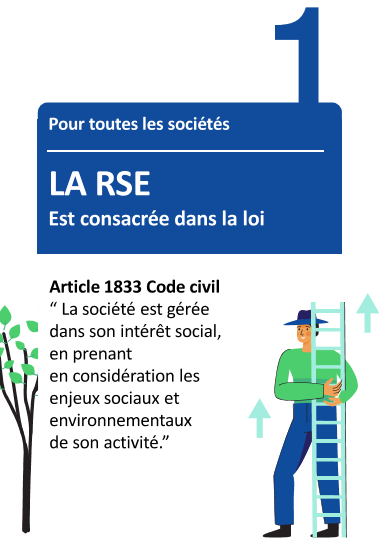 1
Pour toutes les sociétés
LA RSE
Est consacrée dans la loi
Article 1833 Code civil
“ La société est gérée
dans son intérêt social,
en prenant
en considération les
enjeux sociaux et
environnementaux
de son activité.”